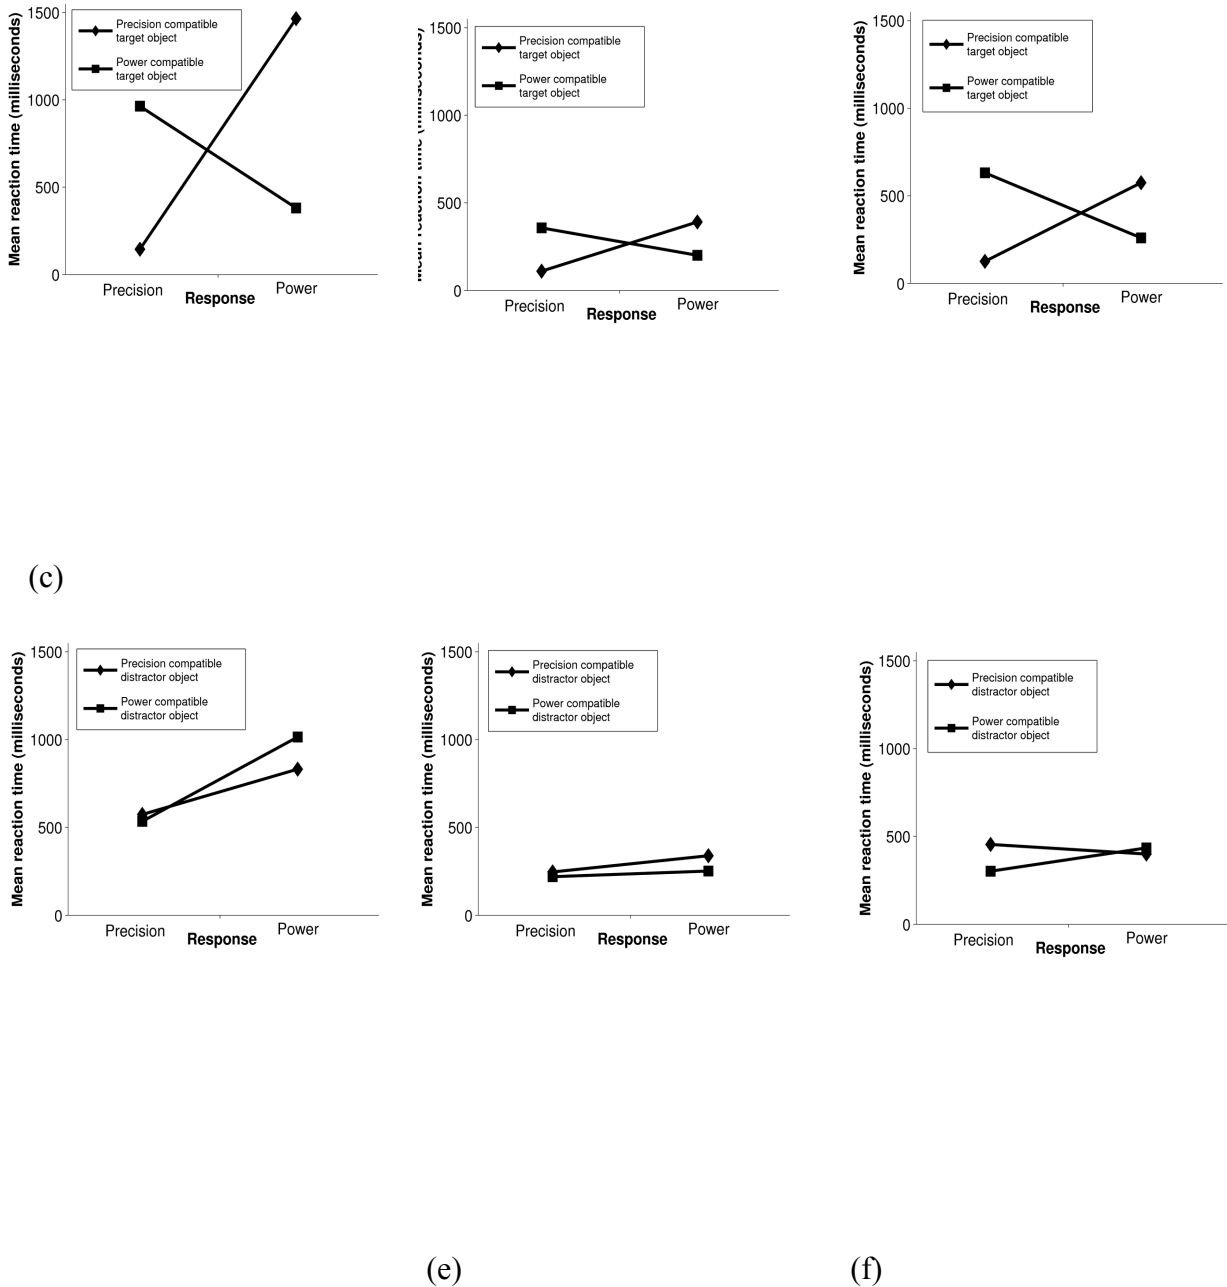 1500
1000
500
0
Mean reaction time (milliseconds)
Precision compatible
target object
Power compatible
target object
Precision
Response
Power
1500
1000
500
0
Mean reaction time (milliseconds)
Precision compatible
target object
Power compatible
target object
Precision
Response
Power
1500
1000
500
0
Mean reaction time (milliseconds)
Precision compatible
target object
Power compatible
target object
Precision
Response
Power
(c)
1500
1000
500
0
Mean reaction time (milliseconds)
Precision compatible
distractor object
Power compatible
distractor object
Precision
Response
Power
1500
1000
500
0
Mean reaction time (milliseconds)
Precision compatible
distractor object
Power compatible
distractor object
Precision
Response
Power
1500
1000
500
0
Mean reaction time (milliseconds)
Precision compatible
distractor object
Power compatible
distractor object
Precision
Response
Power
(e)
(f)